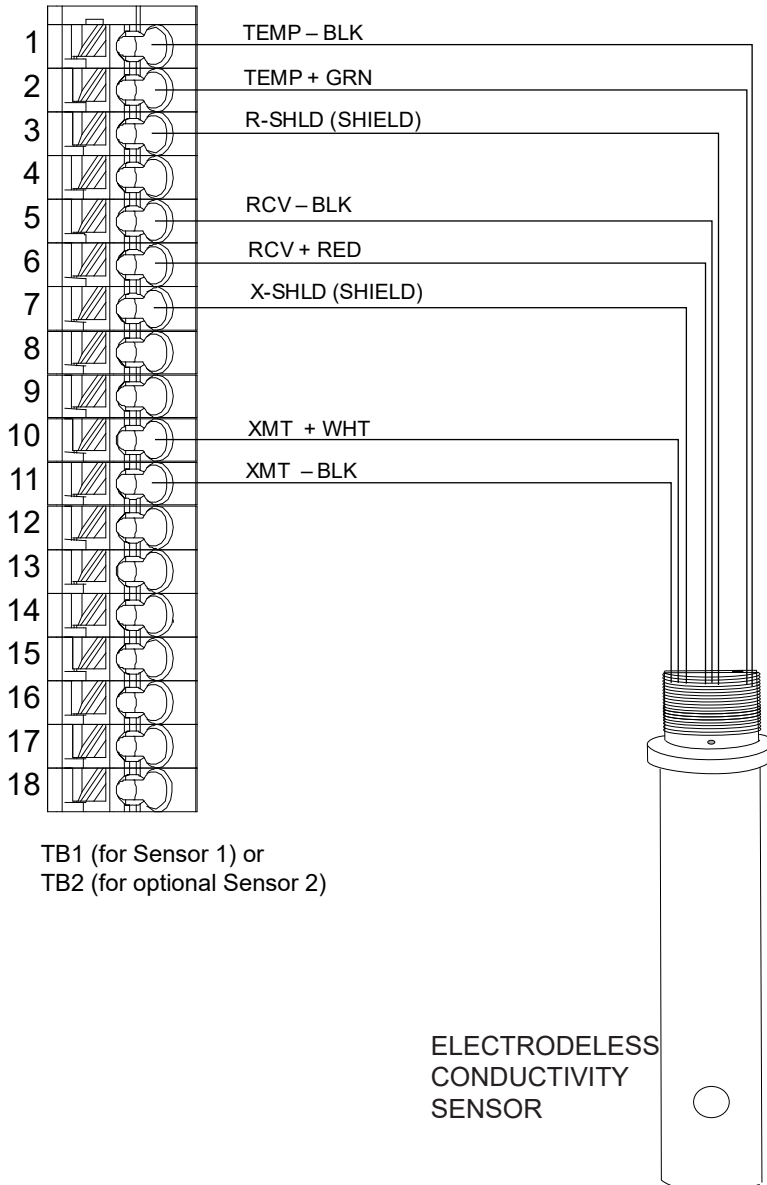 1 TEMP – BLK
2 TEMP + GRN
3 R-SHLD (SHIELD)
4
5 RCV – BLK
6 RCV + RED
7 X-SHLD (SHIELD)
8
9
10 XMT + WHT
11 XMT – BLK
12
13
14
15
16
17
18
TB1 (for Sensor 1) or
TB2 (for optional Sensor 2)
ELECTRODELESS
CONDUCTIVITY
SENSOR